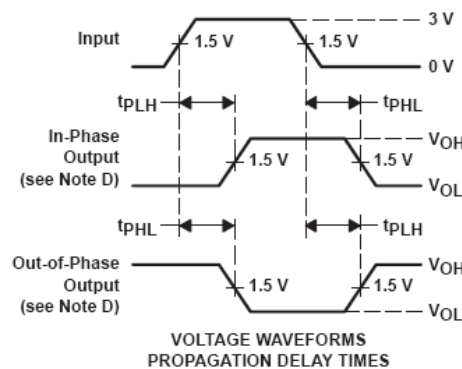 3 V
Input
1.5 V
1.5 V
0 V
tPLH
tPHL
In-Phase
Output
(see Note D)
1.5 V
1.5 V
VOH
VOL
tPHL
tPLH
Out-of-Phase
Output
(see Note D)
1.5 V
1.5 V
VOH
VOL
VOLTAGE WAVEFORMS
PROPAGATION DELAY TIMES